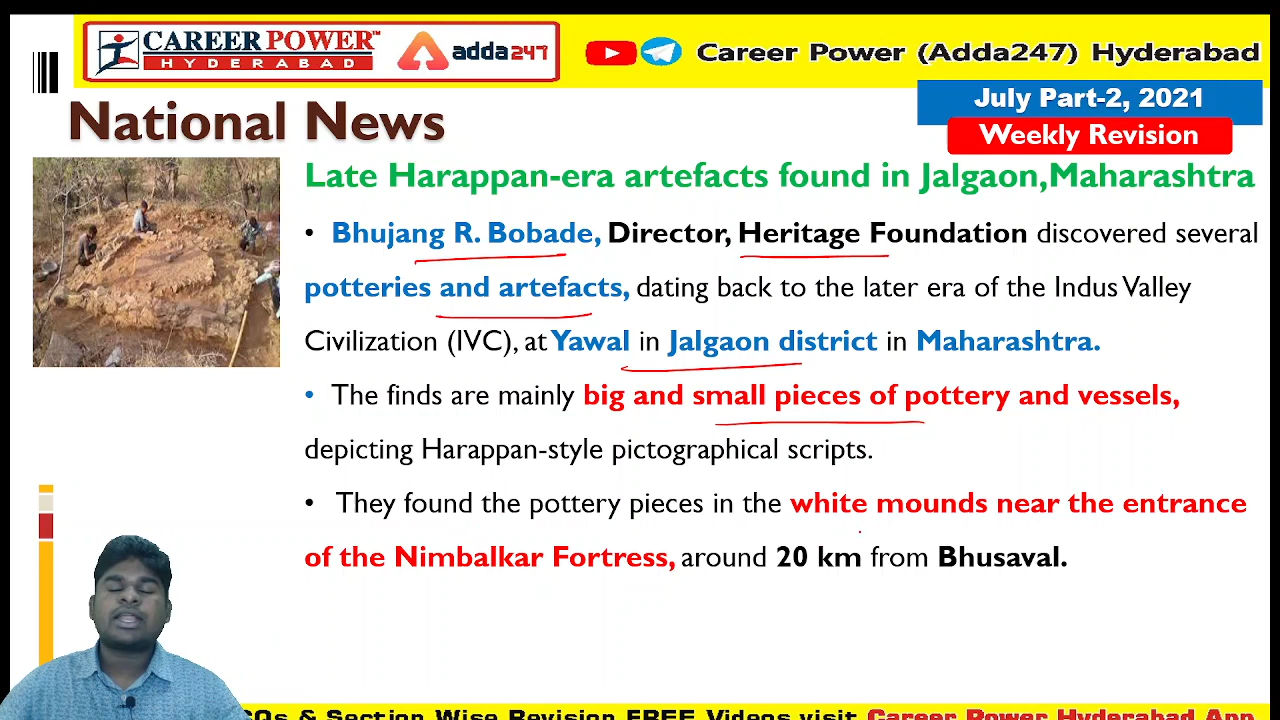 CAREER POWER™
HYDERABAD
adda247
Career Power (Adda247) Hyderabad
July Part-2, 2021
Weekly Revision
National News
Late Harappan-era artefacts found in Jalgaon,Maharashtra
• Bhujang R. Bobade, Director, Heritage Foundation discovered several
potteries and artefacts, dating back to the later era of the Indus Valley
Civilization (IVC), at Yawal in Jalgaon district in Maharashtra.
• The finds are mainly big and small pieces of pottery and vessels,
depicting Harappan-style pictographical scripts.
• They found the pottery pieces in the white mounds near the entrance
of the Nimbalkar Fortress, around 20 km from Bhusaval.
& Section Wise Revision FREE Videos visit Career Power Hyderabad App